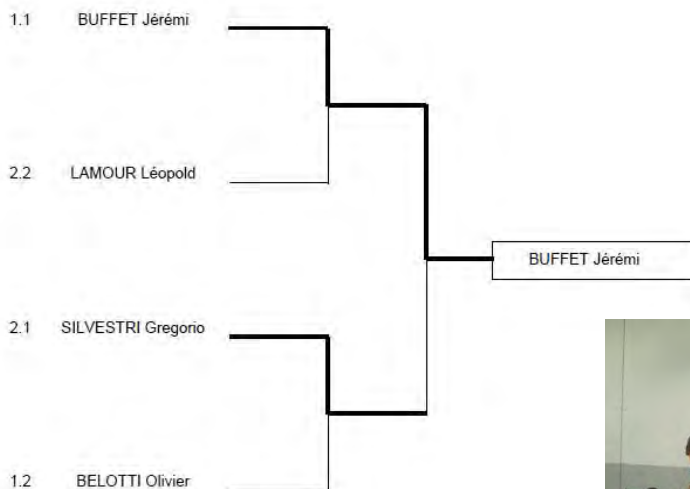 1.1 BUFFET Jérémi
2.2 LAMOUR Léopold
BUFFET Jérémi
2.1 SILVESTRI Gregorio
1.2 BELOTTI Olivier